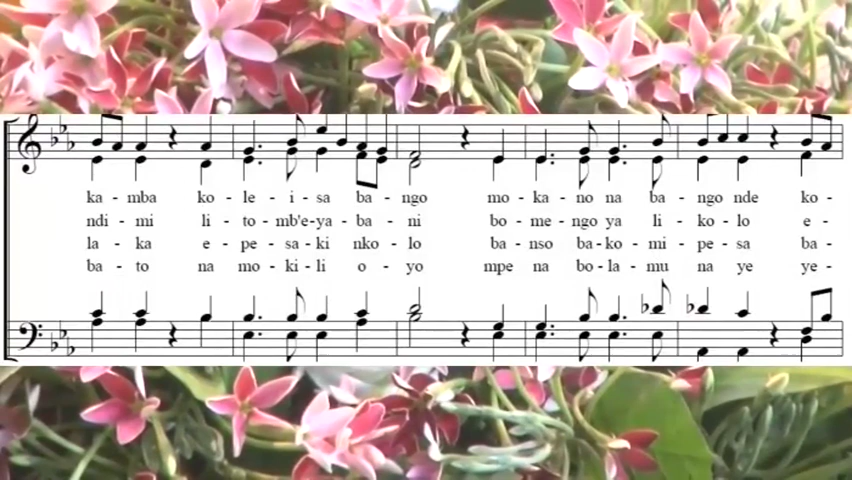 ka - mba ko - le - i - sa ba - ngo mo - ka - no na ba - ngo nde ko -
ndi - mi li - to - mb'e-ya - ba - ni bo - me - ngo ya li - ko - lo e -
la - ka e - pe - sa - ki nko - lo ba - nso ba - ko - mi - pe - sa ba -
ba - to na mo - ki - li o - yo mpe na bo - la - mu na ye ye -